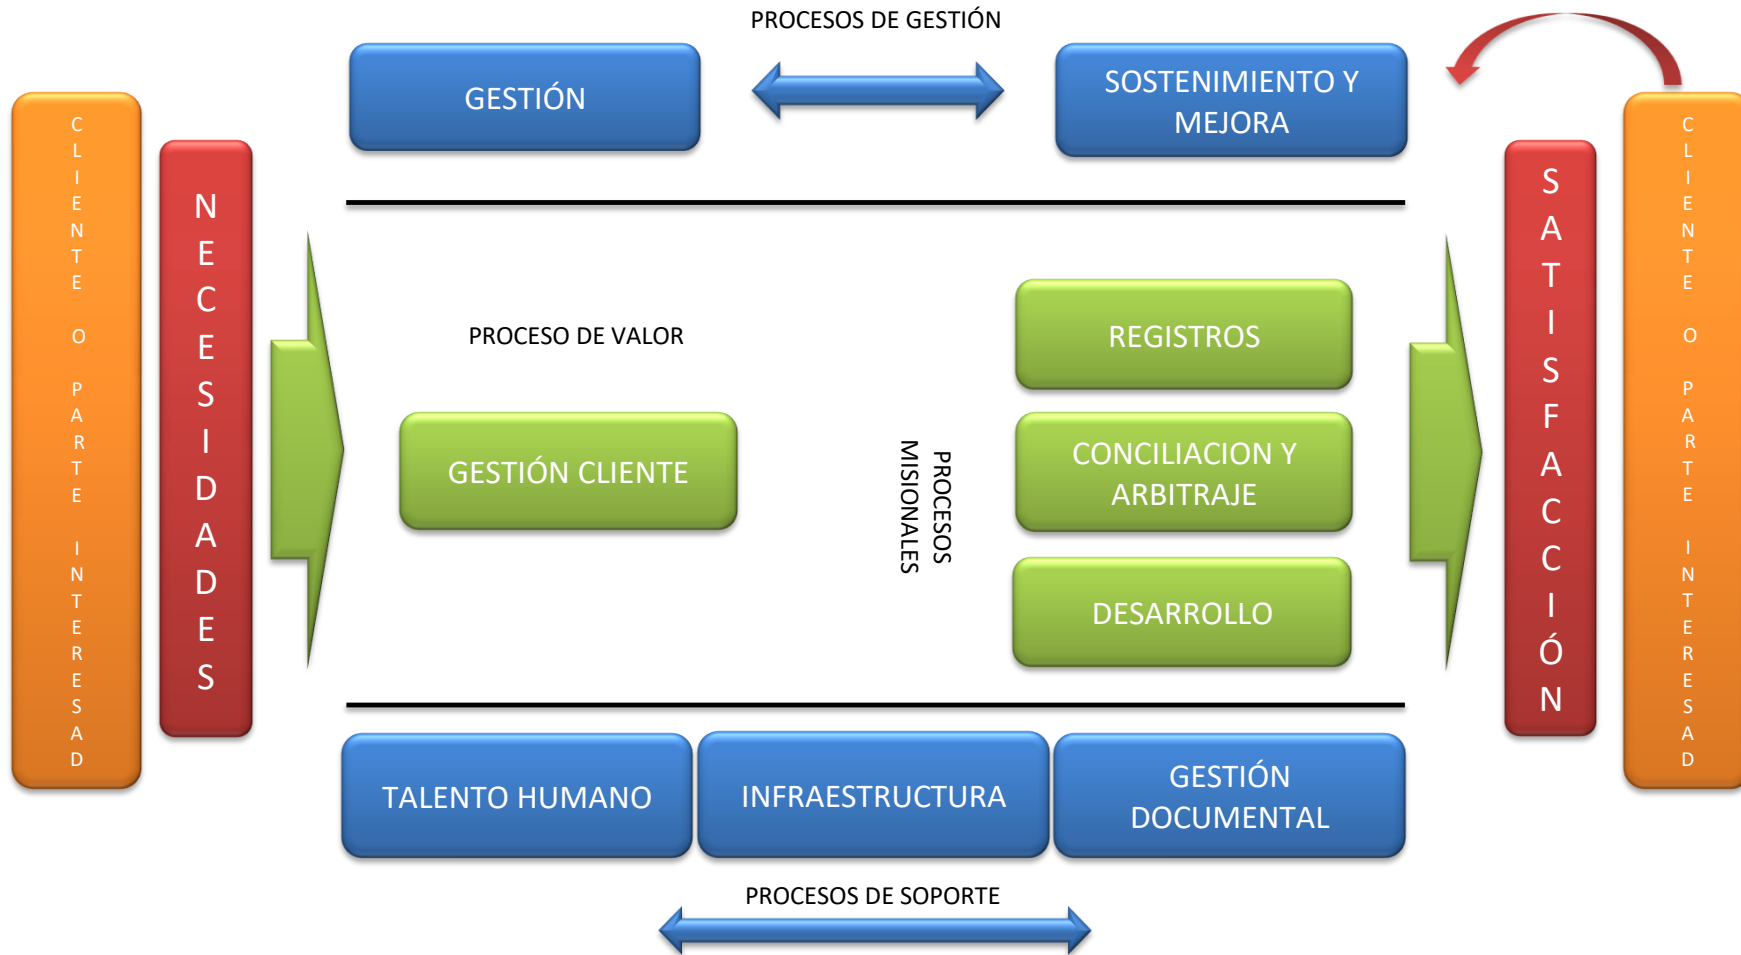 PROCESOS DE GESTIÓN
GESTIÓN
SOSTENIMIENTO Y
MEJORA
CLIENTE O PARTE INTERESAD
NECESIDADES
PROCESO DE VALOR
GESTIÓN CLIENTE
PROCESOS
MISIONALES
REGISTROS
CONCILIACION Y
ARBITRAJE
DESARROLLO
SATISFACCIÓN
CLIENTE O PARTE INTERESAD
TALENTO HUMANO
INFRAESTRUCTURA
GESTIÓN
DOCUMENTAL
PROCESOS DE SOPORTE